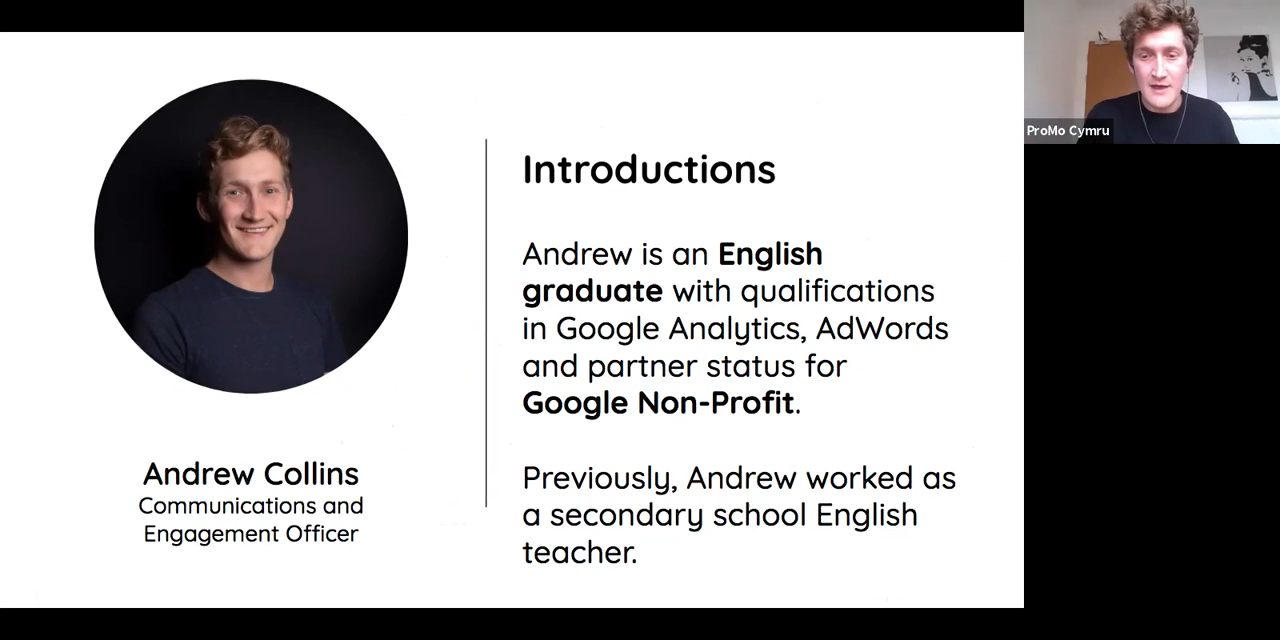 Introductions
Andrew is an English
graduate with qualifications
in Google Analytics, AdWords
and partner status for
Google Non-Profit.
Previously, Andrew worked as
a secondary school English
teacher.
Andrew Collins
Communications and
Engagement Officer
ProMo Cymru